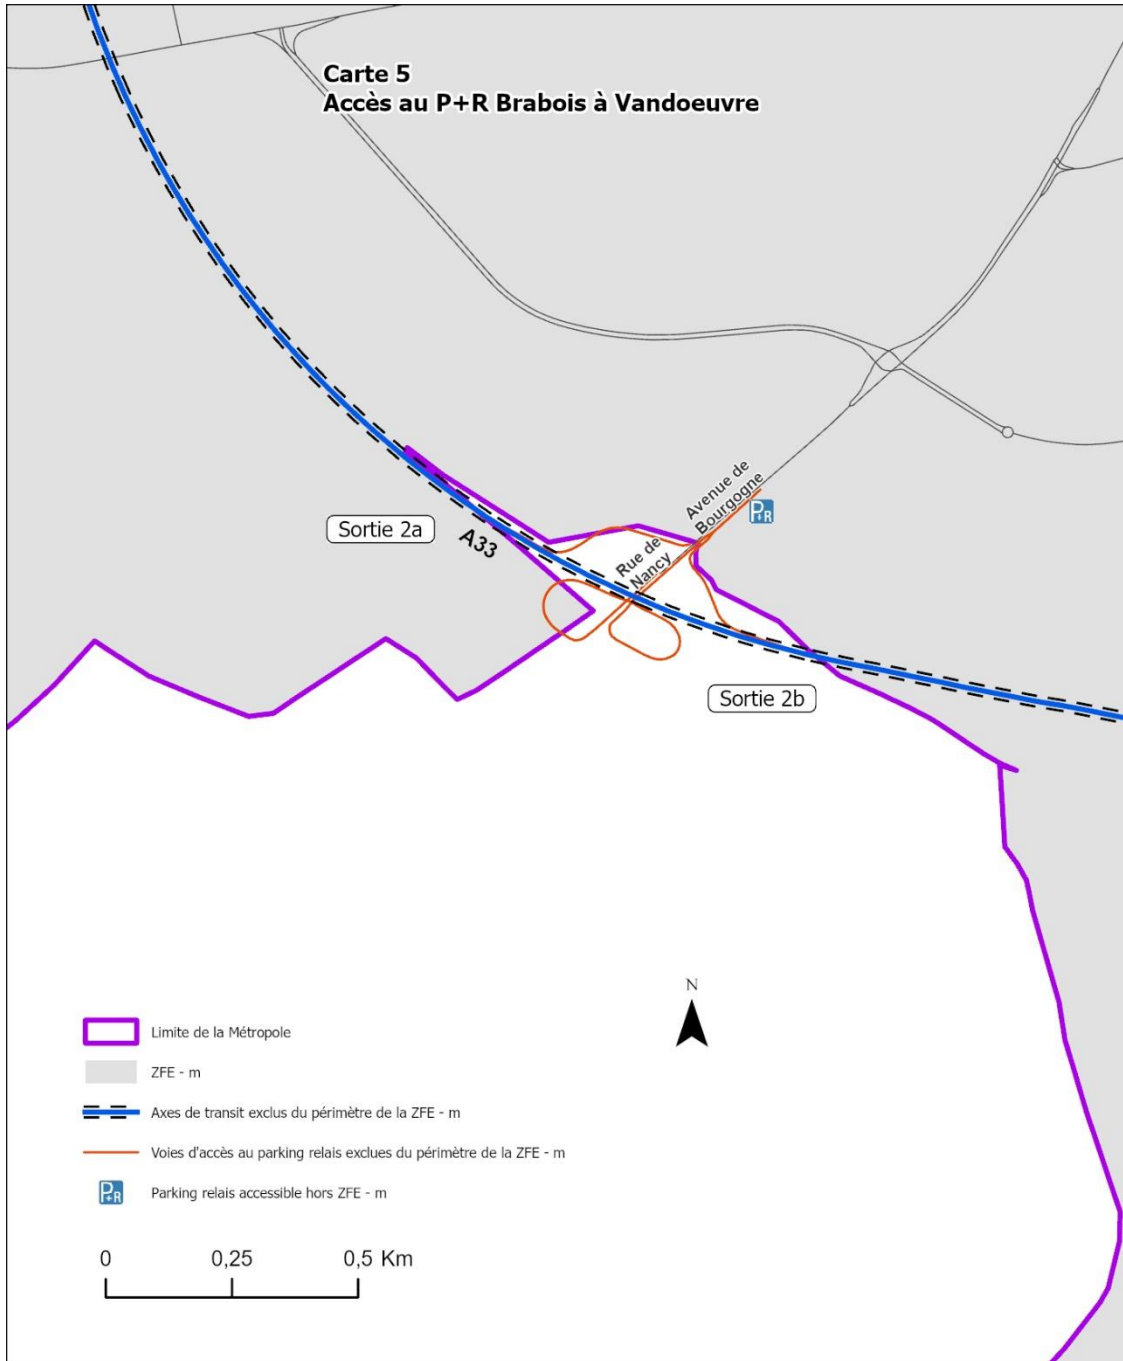 Carte 5
Accès au P+R Brabois à Vandoeuvre
Avenue de
Bourgogne
P+R
Sortie 2a
A33
Rue de
Nancy
Sortie 2b
N
Limite de la Métropole
ZFE - m
Axes de transit exclus du périmètre de la ZFE - m
Voies d'accès au parking relais exclues du périmètre de la ZFE - m
P+R
Parking relais accessible hors ZFE - m
0 0,25 0,5 Km